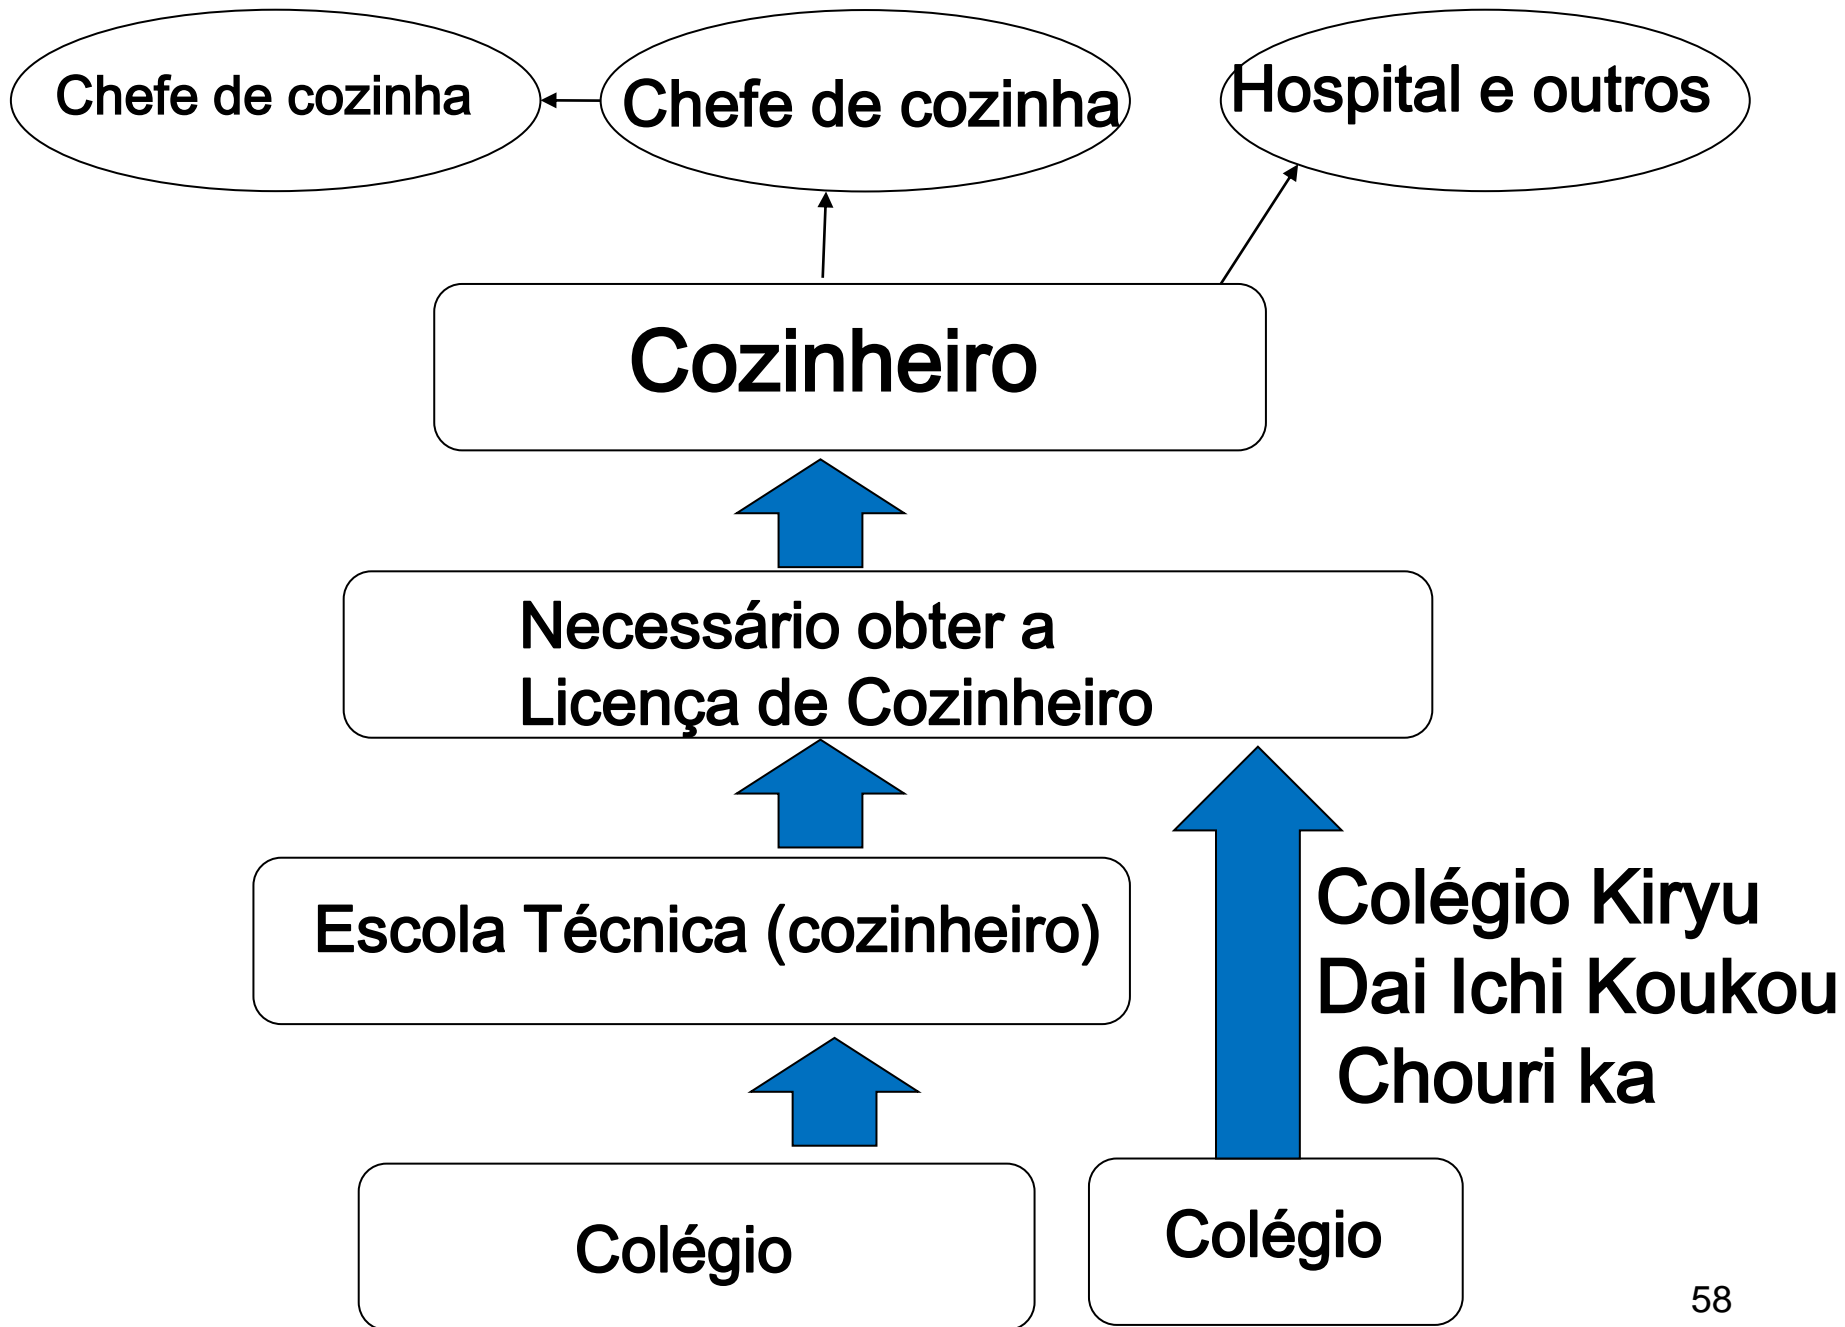 Chefe de cozinha
Chefe de cozinha
Hospital e outros
Cozinheiro
Necessário obter a
Licença de Cozinheiro
Escola Técnica (cozinheiro)
Colégio Kiryu
Dai Ichi Koukou
Chouri ka
Colégio
Colégio
58